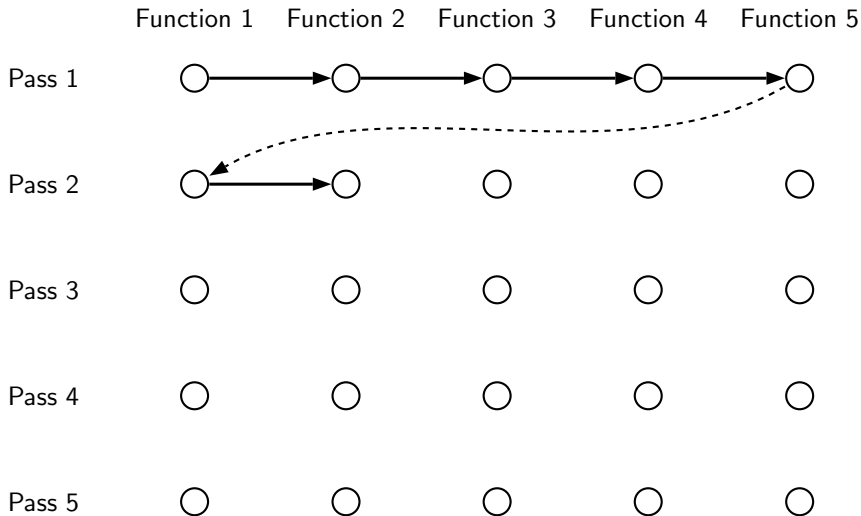 Function 1 Function 2 Function 3 Function 4 Function 5
Pass 1
Pass 2
Pass 3
Pass 4
Pass 5